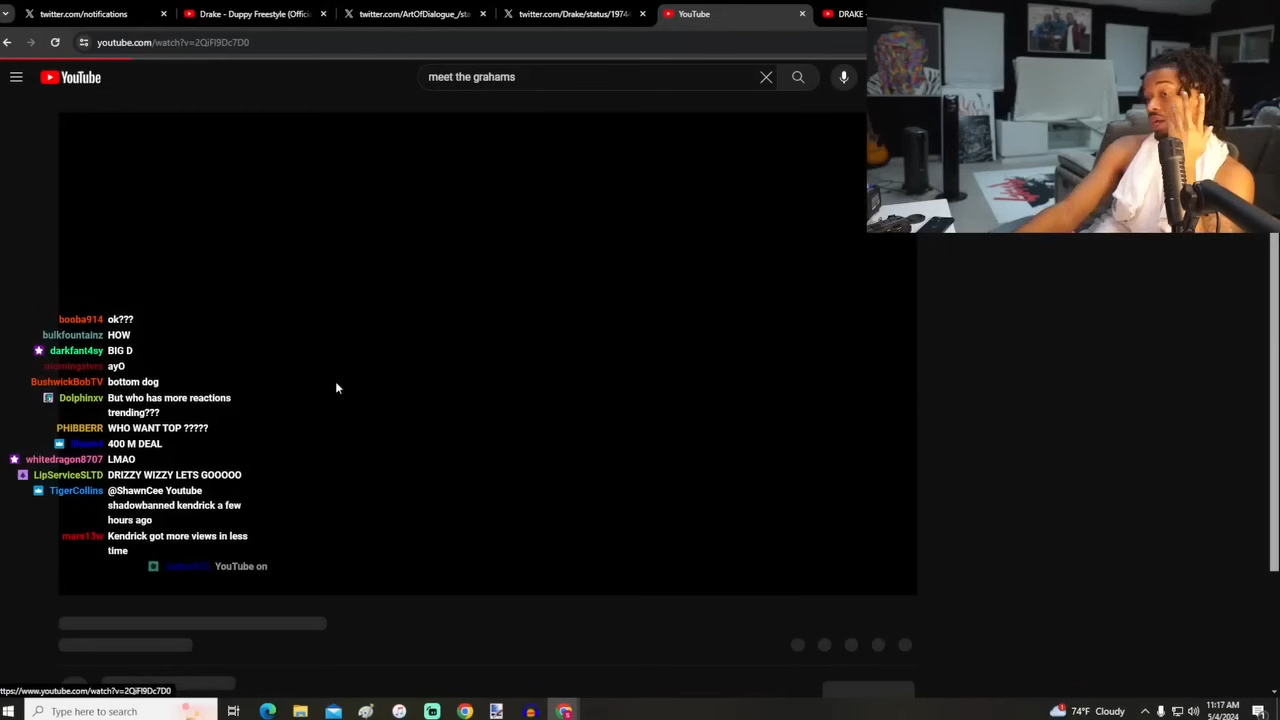 twitter.com/notifications
Drake - Duppy Freestyle (Offici
twitter.com/ArtOfDialogue_/sta
twitter.com/Drake/status/1974
YouTube
DRAKE -
youtube.com/watch?v=2QiFl9Dc7D0
YouTube
meet the grahams
booba914 ok???
bulkfountainz HOW
darkfant4sy BIG D
ayO
BushwickBobTV bottom dog
Dolphinxv But who has more reactions
trending???
PHIBBERR WHO WANT TOP ?????
400 M DEAL
whitedragon8707 LMAO
LipServiceSLTD DRIZZY WIZZY LETS GOOOOO
TigerCollins @ShawnCee Youtube
shadowbanned kendrick a few
hours ago
mars13w Kendrick got more views in less
time
YouTube on
ttps://www.youtube.com/watch?v=2QiFl9Dc7D0
Type here to search
74°F Cloudy
11:17 AM
5/4/2024